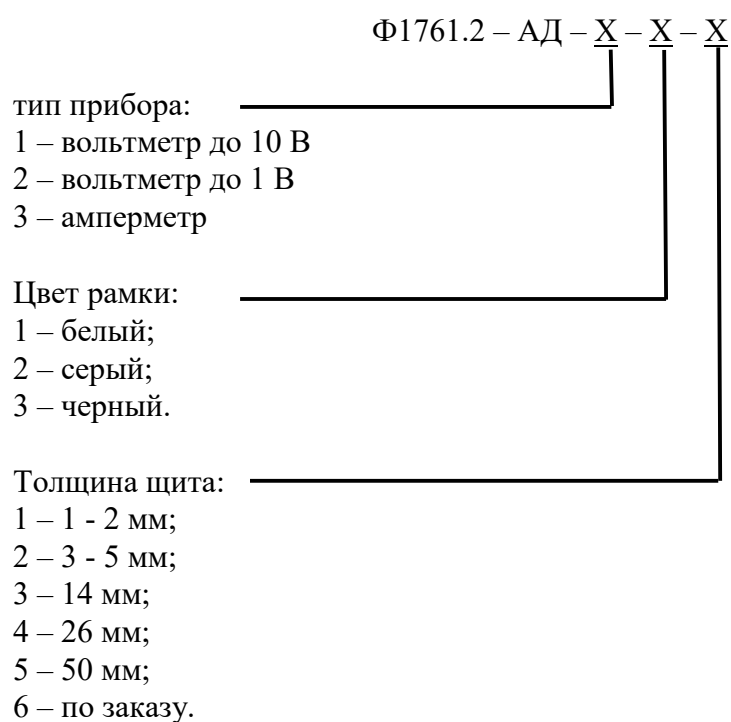 Ф1761.2 – АД – Х – Х – Х
тип прибора:
1 – вольтметр до 10 В
2 – вольтметр до 1 В
3 – амперметр
Цвет рамки:
1 – белый;
2 – серый;
3 – черный.
Толщина щита:
1 – 1 - 2 мм;
2 – 3 - 5 мм;
3 – 14 мм;
4 – 26 мм;
5 – 50 мм;
6 – по заказу.